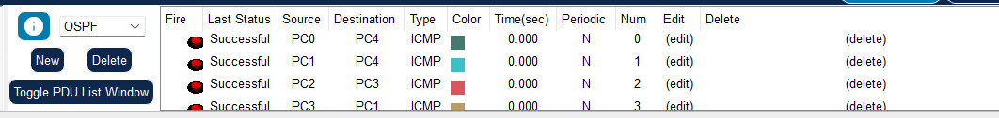 Fire Last Status Source Destination Type Color Time(sec) Periodic Num Edit Delete
OSPF
Successful PC0 PC4 ICMP 0.000 N 0 (edit) (delete)
Successful PC1 PC4 ICMP 0.000 N 1 (edit) (delete)
New Delete
Successful PC2 PC3 ICMP 0.000 N 2 (edit) (delete)
Toggle PDU List Window
Successful PC3 PC1 ICMP 0.000 N 3 (edit) (delete)